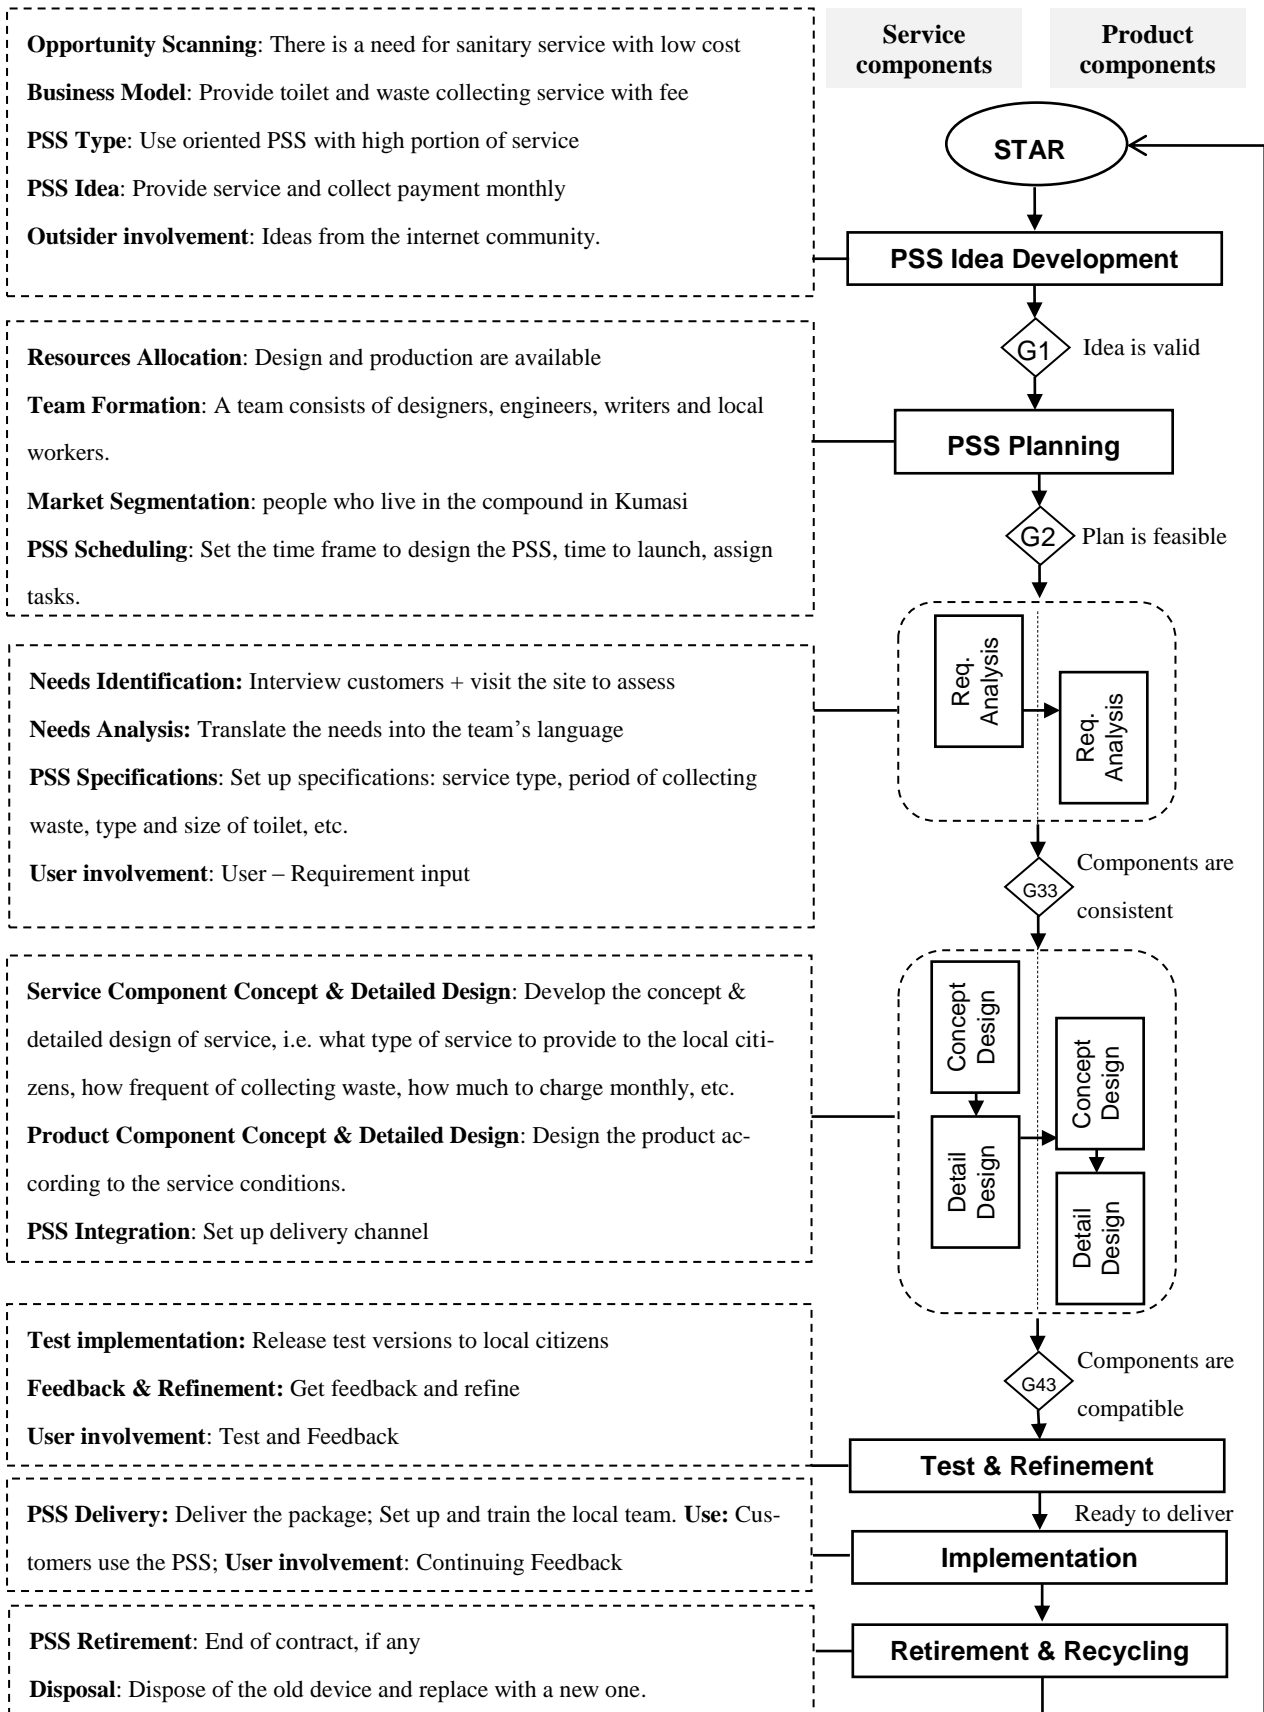 Service
components
Product
components
Opportunity Scanning: There is a need for sanitary service with low cost
Business Model: Provide toilet and waste collecting service with fee
PSS Type: Use oriented PSS with high portion of service
PSS Idea: Provide service and collect payment monthly
Outsider involvement: Ideas from the internet community.
STAR
PSS Idea Development
G1
Idea is valid
Resources Allocation: Design and production are available
Team Formation: A team consists of designers, engineers, writers and local
workers.
Market Segmentation: people who live in the compound in Kumasi
PSS Scheduling: Set the time frame to design the PSS, time to launch, assign
tasks.
PSS Planning
G2
Plan is feasible
Needs Identification: Interview customers + visit the site to assess
Needs Analysis: Translate the needs into the team’s language
PSS Specifications: Set up specifications: service type, period of collecting
waste, type and size of toilet, etc.
User involvement: User – Requirement input
Req.
Analysis
Req.
Analysis
G33
Components are
consistent
Service Component Concept & Detailed Design: Develop the concept &
detailed design of service, i.e. what type of service to provide to the local citi-
zens, how frequent of collecting waste, how much to charge monthly, etc.
Product Component Concept & Detailed Design: Design the product ac-
cording to the service conditions.
PSS Integration: Set up delivery channel
Concept
Design
Detail
Design
Concept
Design
Detail
Design
G43
Components are
compatible
Test implementation: Release test versions to local citizens
Feedback & Refinement: Get feedback and refine
User involvement: Test and Feedback
Test & Refinement
Ready to deliver
PSS Delivery: Deliver the package; Set up and train the local team. Use: Cus-
tomers use the PSS; User involvement: Continuing Feedback
Implementation
PSS Retirement: End of contract, if any
Disposal: Dispose of the old device and replace with a new one.
Retirement & Recycling